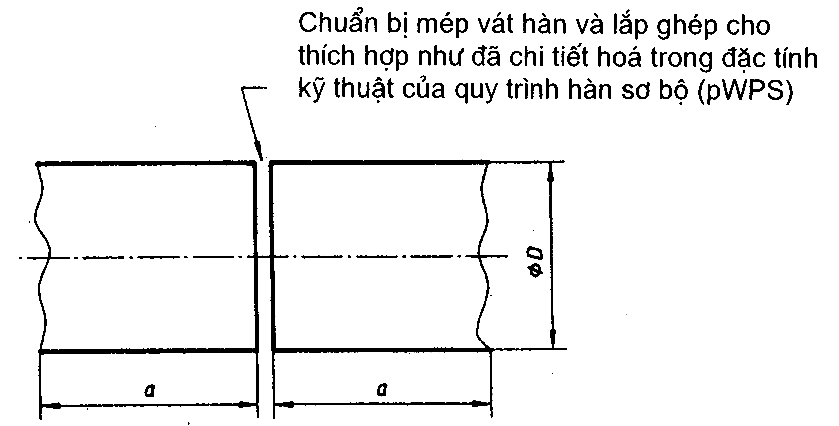 Chuẩn bị mép vát hàn và lắp ghép cho
thích hợp như đã chi tiết hoá trong đặc tính
kỹ thuật của quy trình hàn sơ bộ (pWPS)
ϕD
a
a